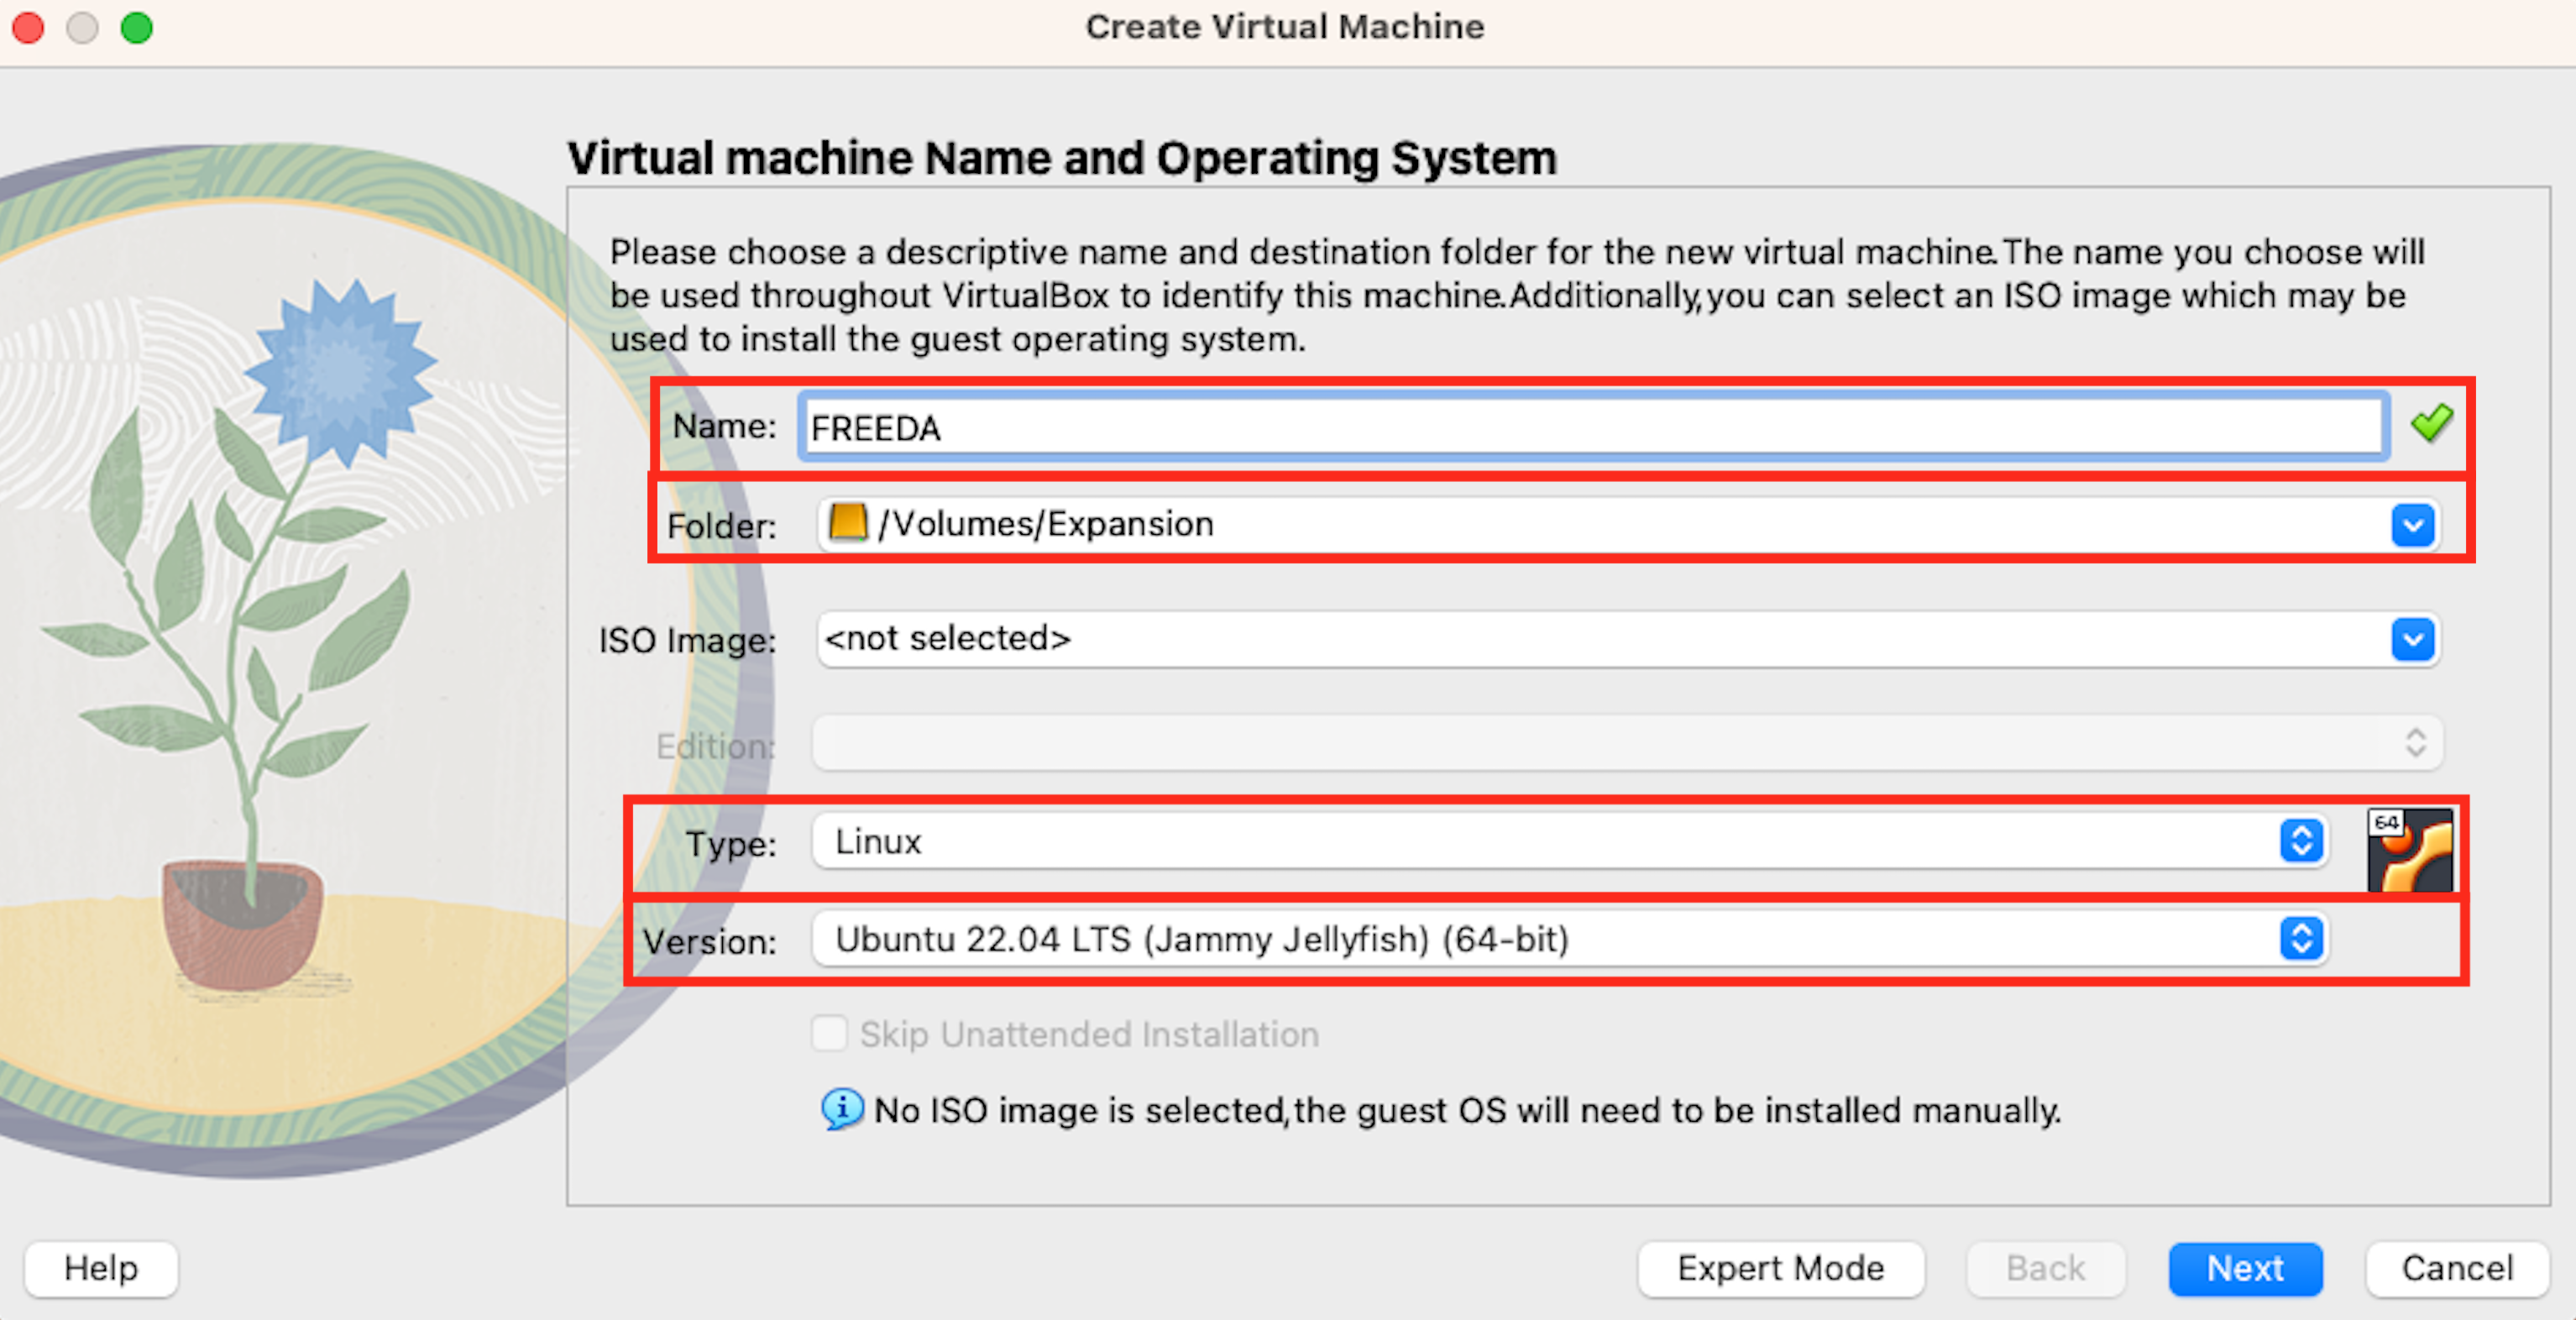 Create Virtual Machine
Virtual machine Name and Operating System
Please choose a descriptive name and destination folder for the new virtual machine. The name you choose will
be used throughout VirtualBox to identify this machine. Additionally, you can select an ISO image which may be
used to install the guest operating system.
Name: FREEDA
Folder: /Volumes/Expansion
ISO Image: <not selected>
Edition:
Type: Linux
64
Version: Ubuntu 22.04 LTS (Jammy Jellyfish) (64-bit)
Skip Unattended Installation
No ISO image is selected, the guest OS will need to be installed manually.
Help
Expert Mode
Back
Next
Cancel